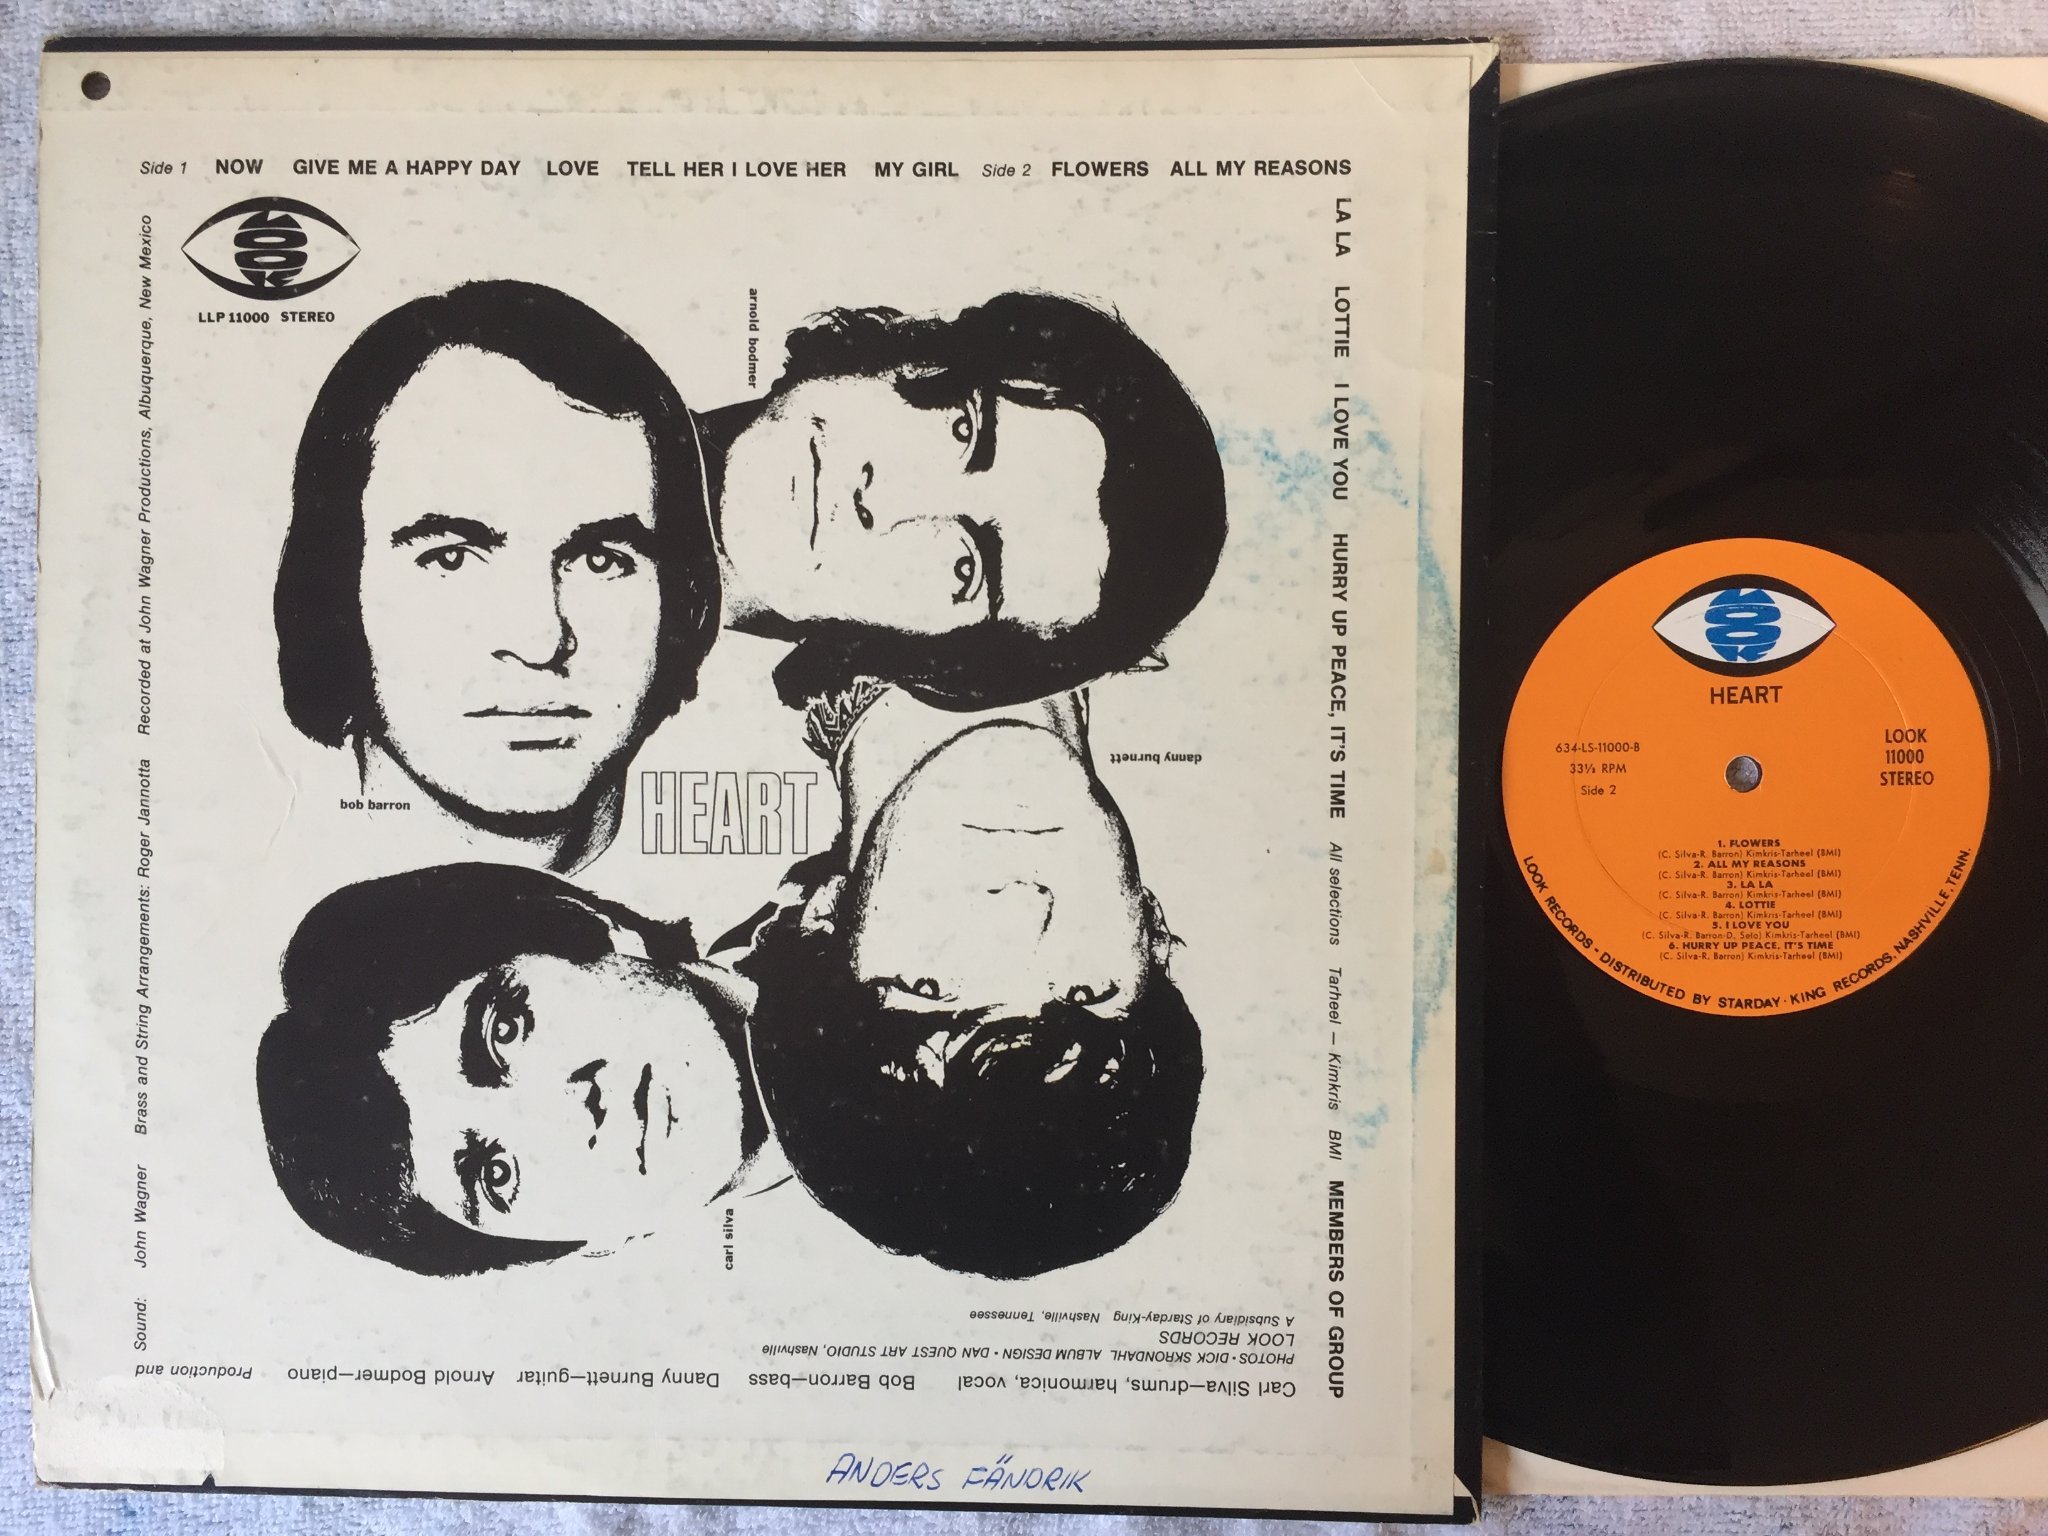 Side 1 NOW GIVE ME A HAPPY DAY LOVE TELL HER I LOVE HER MY GIRL Side 2 FLOWERS ALL MY REASONS
LA LA LOTTIE I LOVE YOU HURRY UP PEACE, IT'S TIME All selections Tarheel – Kimkris BMI MEMBERS OF GROUP
Carl Silva—drums, harmonica, vocal Bob Barron—bass Danny Burnett—guitar Arnold Bodmer—piano Production and
Sound: John Wagner Brass and String Arrangements: Roger Jannotta Recorded at John Wagner Productions, Albuquerque, New Mexico
LOOK
LLP 11000 STEREO
bob barron
arnold bodmer
danny burnett
carl silva
HEART
PHOTOS • DICK SKRONDAHL ALBUM DESIGN • DAN QUEST ART STUDIO, Nashville
LOOK RECORDS
A Subsidiary of Starday-King Nashville, Tennessee
ANDERS FÄNDRIK
LOOK
HEART
634-LS-11000-B
33⅓ RPM
Side 2
LOOK
11000
STEREO
1. FLOWERS
(C. Silva-R. Barron) Kimkris-Tarheel (BMI)
2. ALL MY REASONS
(C. Silva-R. Barron) Kimkris-Tarheel (BMI)
3. LA LA
(C. Silva-R. Barron) Kimkris-Tarheel (BMI)
4. LOTTIE
(C. Silva-R. Barron) Kimkris-Tarheel (BMI)
5. I LOVE YOU
(C. Silva-R. Barron-D. Soto) Kimkris-Tarheel (BMI)
6. HURRY UP PEACE, IT'S TIME
(C. Silva-R. Barron) Kimkris-Tarheel (BMI)
LOOK RECORDS - DISTRIBUTED BY STARDAY-KING RECORDS, NASHVILLE, TENN.